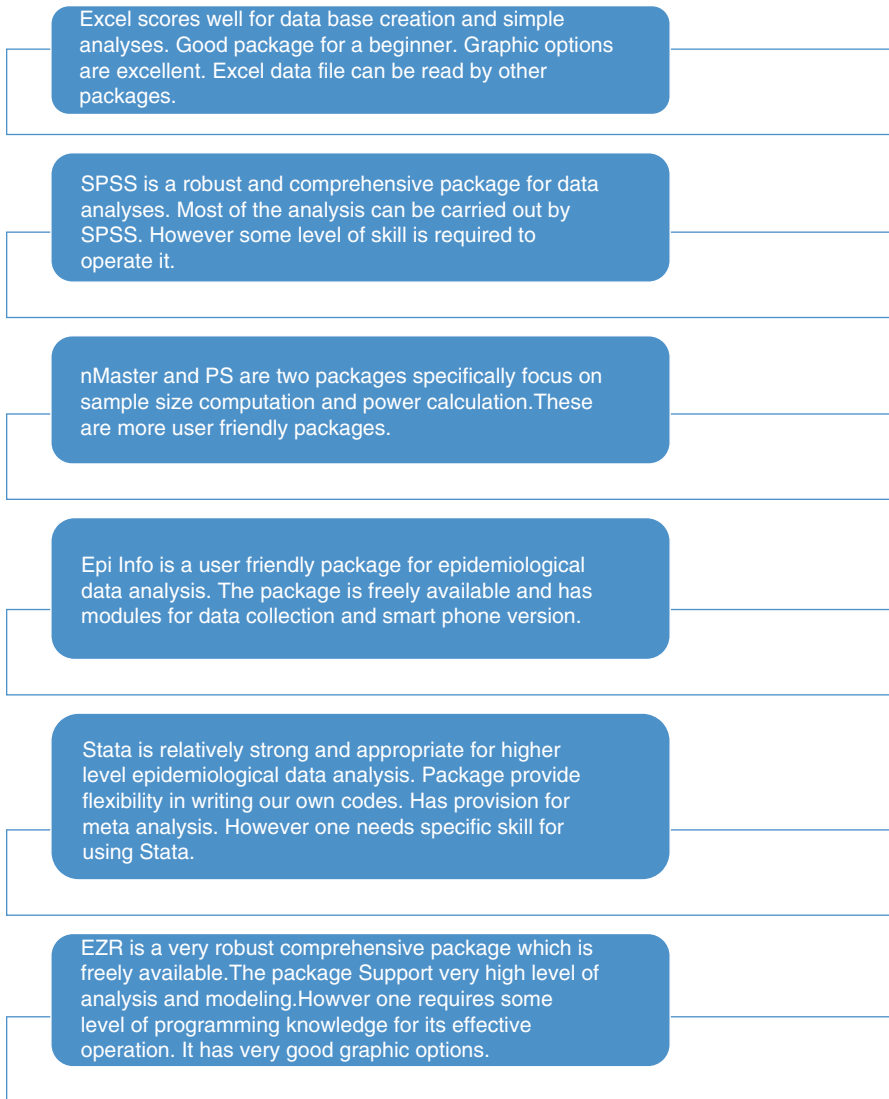 Excel scores well for data base creation and simple
analyses. Good package for a beginner. Graphic options
are excellent. Excel data file can be read by other
packages.
SPSS is a robust and comprehensive package for data
analyses. Most of the analysis can be carried out by
SPSS. However some level of skill is required to
operate it.
nMaster and PS are two packages specifically focus on
sample size computation and power calculation.These
are more user friendly packages.
Epi Info is a user friendly package for epidemiological
data analysis. The package is freely available and has
modules for data collection and smart phone version.
Stata is relatively strong and appropriate for higher
level epidemiological data analysis. Package provide
flexibility in writing our own codes. Has provision for
meta analysis. However one needs specific skill for
using Stata.
EZR is a very robust comprehensive package which is
freely available.The package Support very high level of
analysis and modeling.Howver one requires some
level of programming knowledge for its effective
operation. It has very good graphic options.